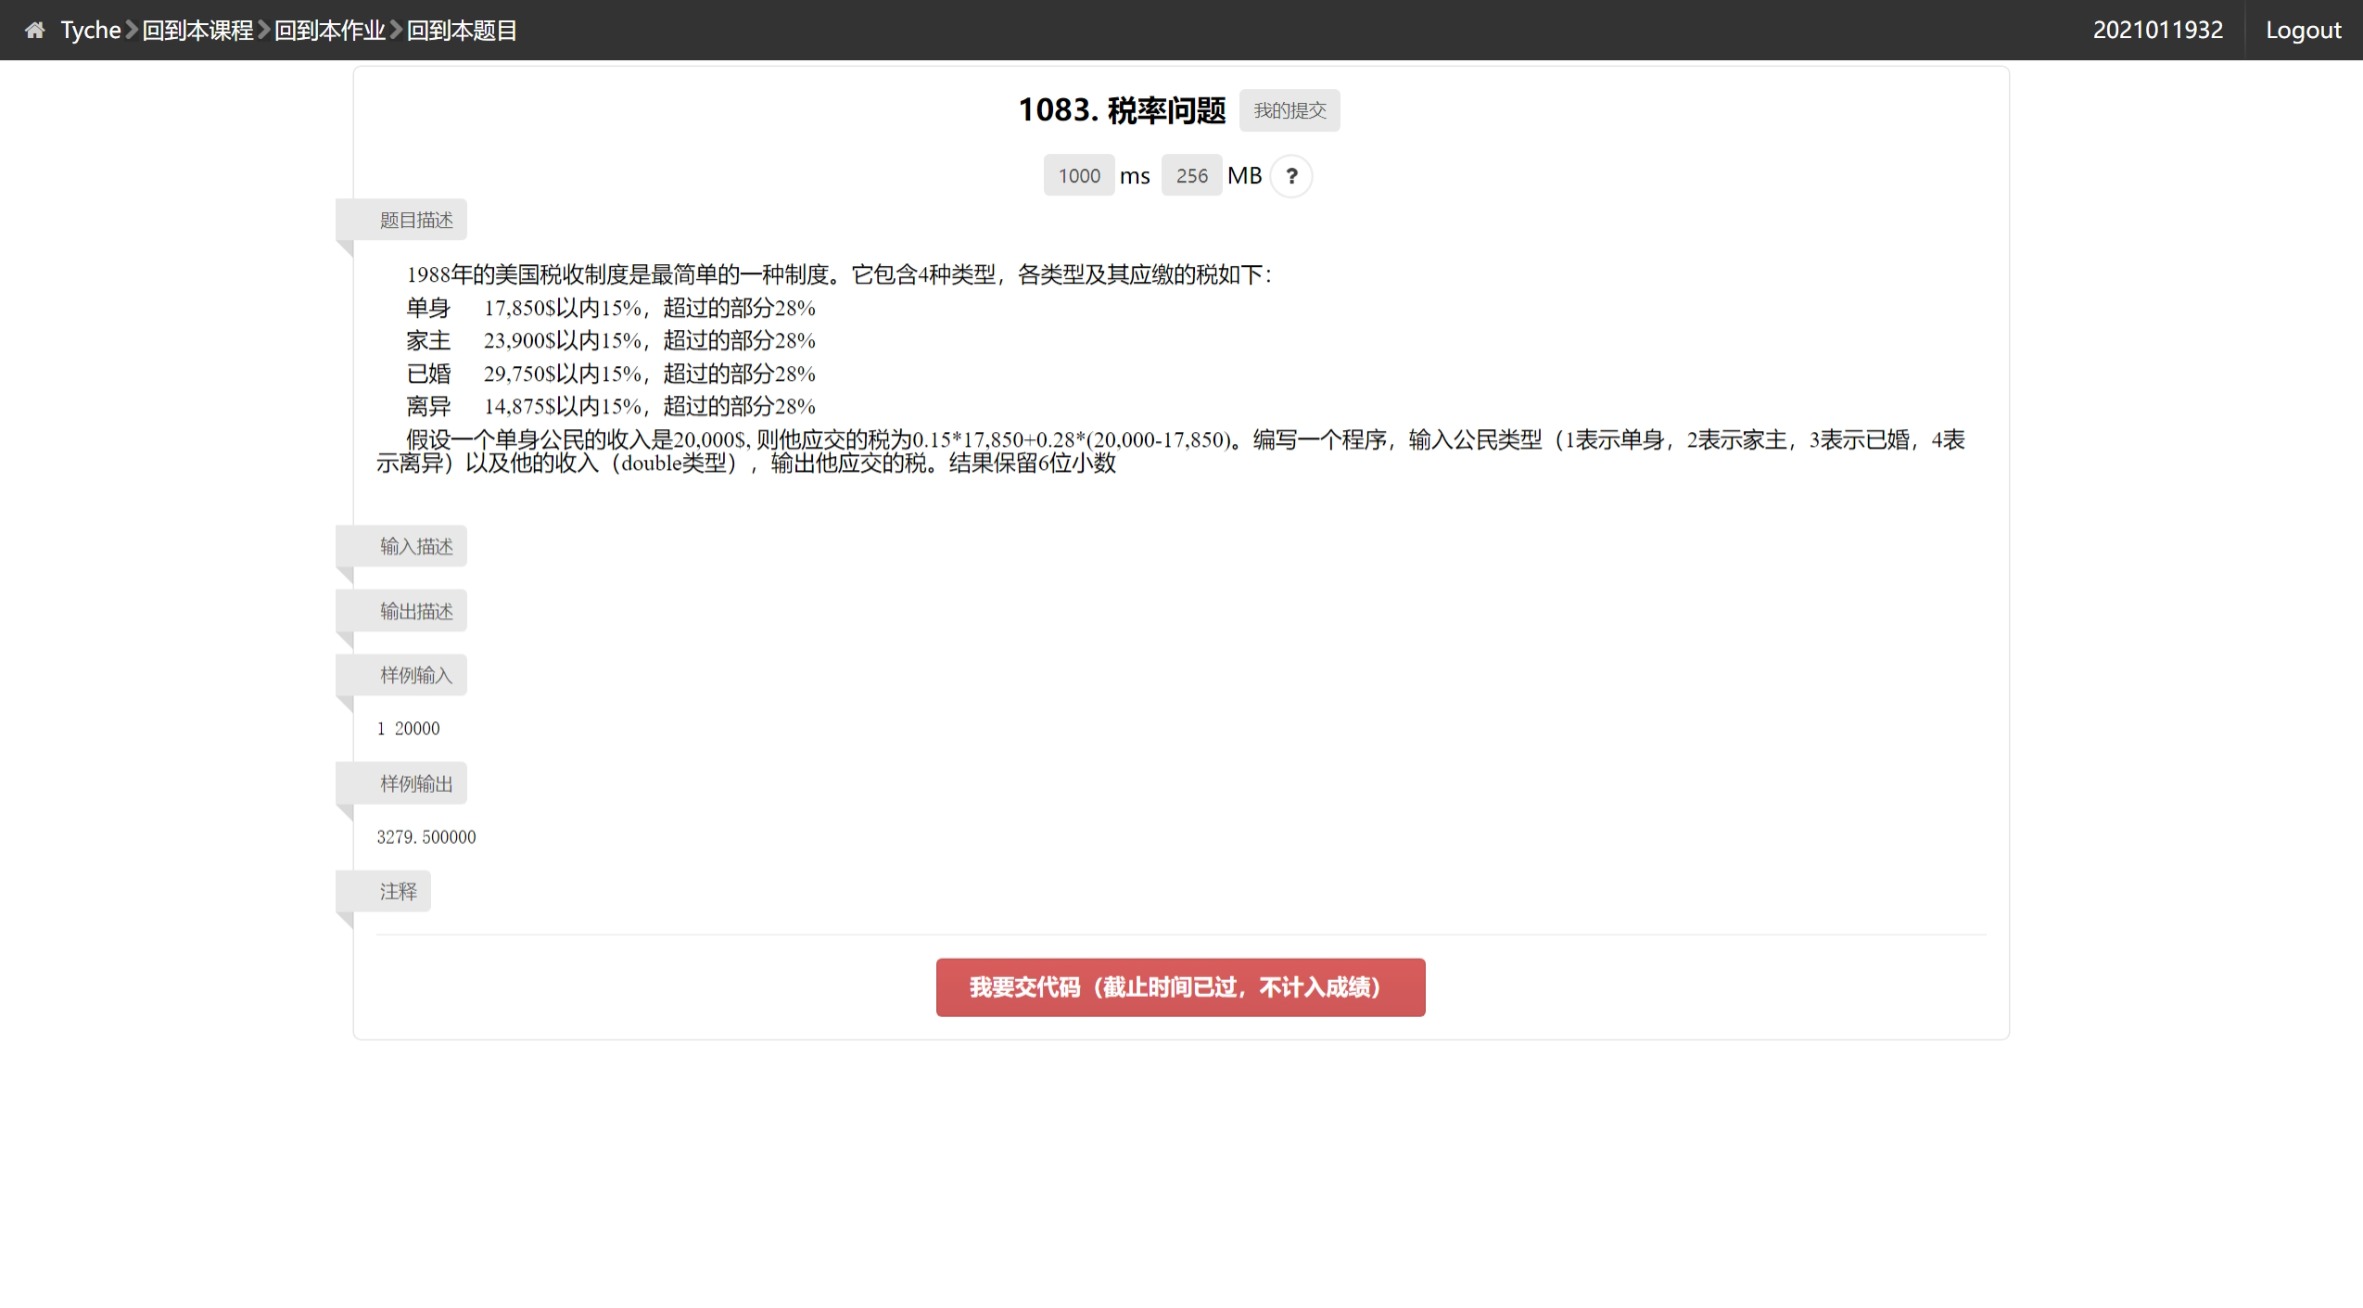 Tyche 回到本课程 回到本作业 回到本题目 2021011932 Logout
1083. 税率问题 我的提交
1000 ms 256 MB ?
题目描述
1988年的美国税收制度是最简单的一种制度。它包含4种类型，各类型及其应缴的税如下：
单身 17,850$以内15%，超过的部分28%
家主 23,900$以内15%，超过的部分28%
已婚 29,750$以内15%，超过的部分28%
离异 14,875$以内15%，超过的部分28%
假设一个单身公民的收入是20,000$, 则他应交的税为0.15*17,850+0.28*(20,000-17,850)。编写一个程序，输入公民类型（1表示单身，2表示家主，3表示已婚，4表
示离异）以及他的收入（double类型），输出他应交的税。结果保留6位小数
输入描述
输出描述
样例输入
1 20000
样例输出
3279.500000
注释
我要交代码（截止时间已过，不计入成绩）